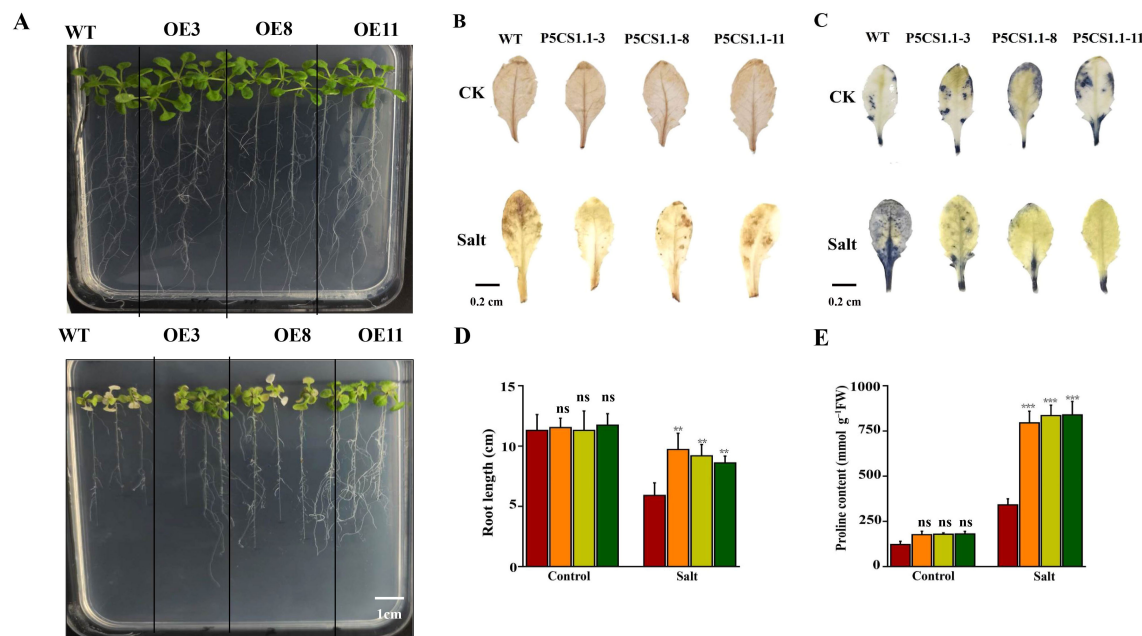 A
WT OE3 OE8 OE11
WT OE3 OE8 OE11
1cm
B
WT P5CS1.1-3 P5CS1.1-8 P5CS1.1-11
CK
Salt
0.2 cm
C
WT P5CS1.1-3 P5CS1.1-8 P5CS1.1-11
CK
Salt
0.2 cm
D
Root length (cm)
15
10
5
0
ns ns ns
** ** **
Control Salt
E
Proline content (mmol g⁻¹FW)
1000
750
500
250
0
ns ns ns
*** *** ***
Control Salt